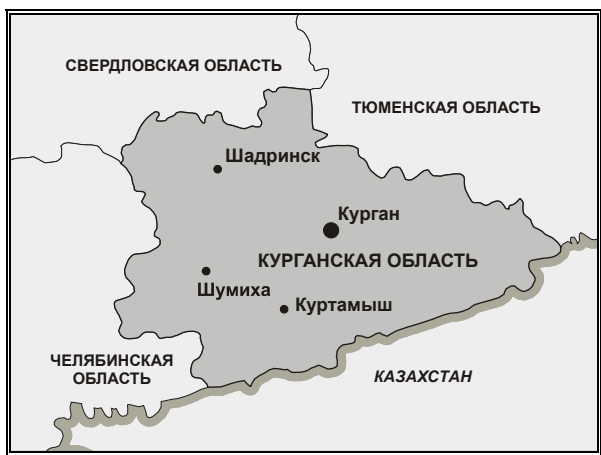 СВЕРДЛОВСКАЯ ОБЛАСТЬ
ТЮМЕНСКАЯ ОБЛАСТЬ
Шадринск
Курган
КУРГАНСКАЯ ОБЛАСТЬ
Шумиха
Куртамыш
ЧЕЛЯБИНСКАЯ
ОБЛАСТЬ
КАЗАХСТАН